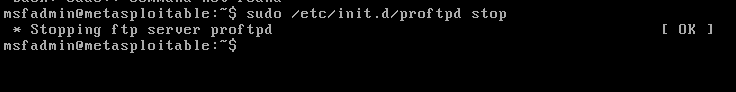 msfadmin@metasploitable:~$ sudo /etc/init.d/proftpd stop
 * Stopping ftp server proftpd [ OK ]
msfadmin@metasploitable:~$